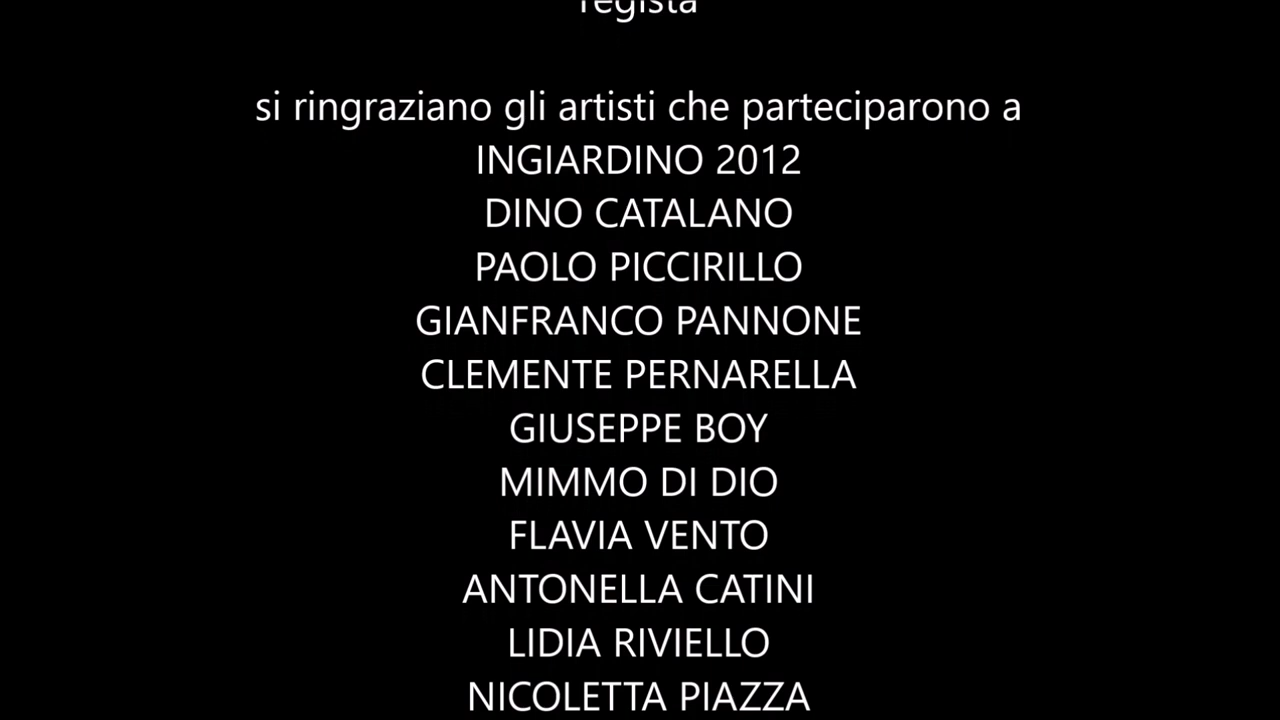 regista
si ringraziano gli artisti che parteciparono a
INGIARDINO 2012
DINO CATALANO
PAOLO PICCIRILLO
GIANFRANCO PANNONE
CLEMENTE PERNARELLA
GIUSEPPE BOY
MIMMO DI DIO
FLAVIA VENTO
ANTONELLA CATINI
LIDIA RIVIELLO
NICOLETTA PIAZZA